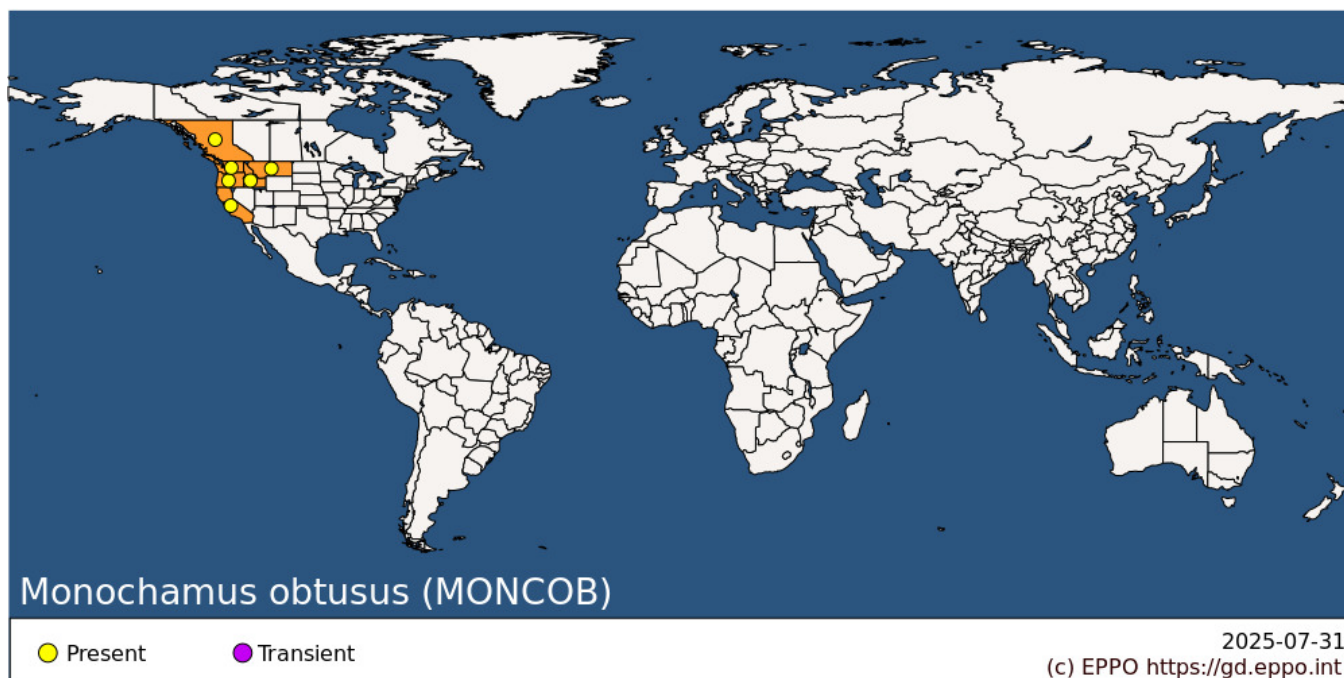 Monochamus obtusus (MONCOB)
Present
Transient
2025-07-31
(c) EPPO https://gd.eppo.int